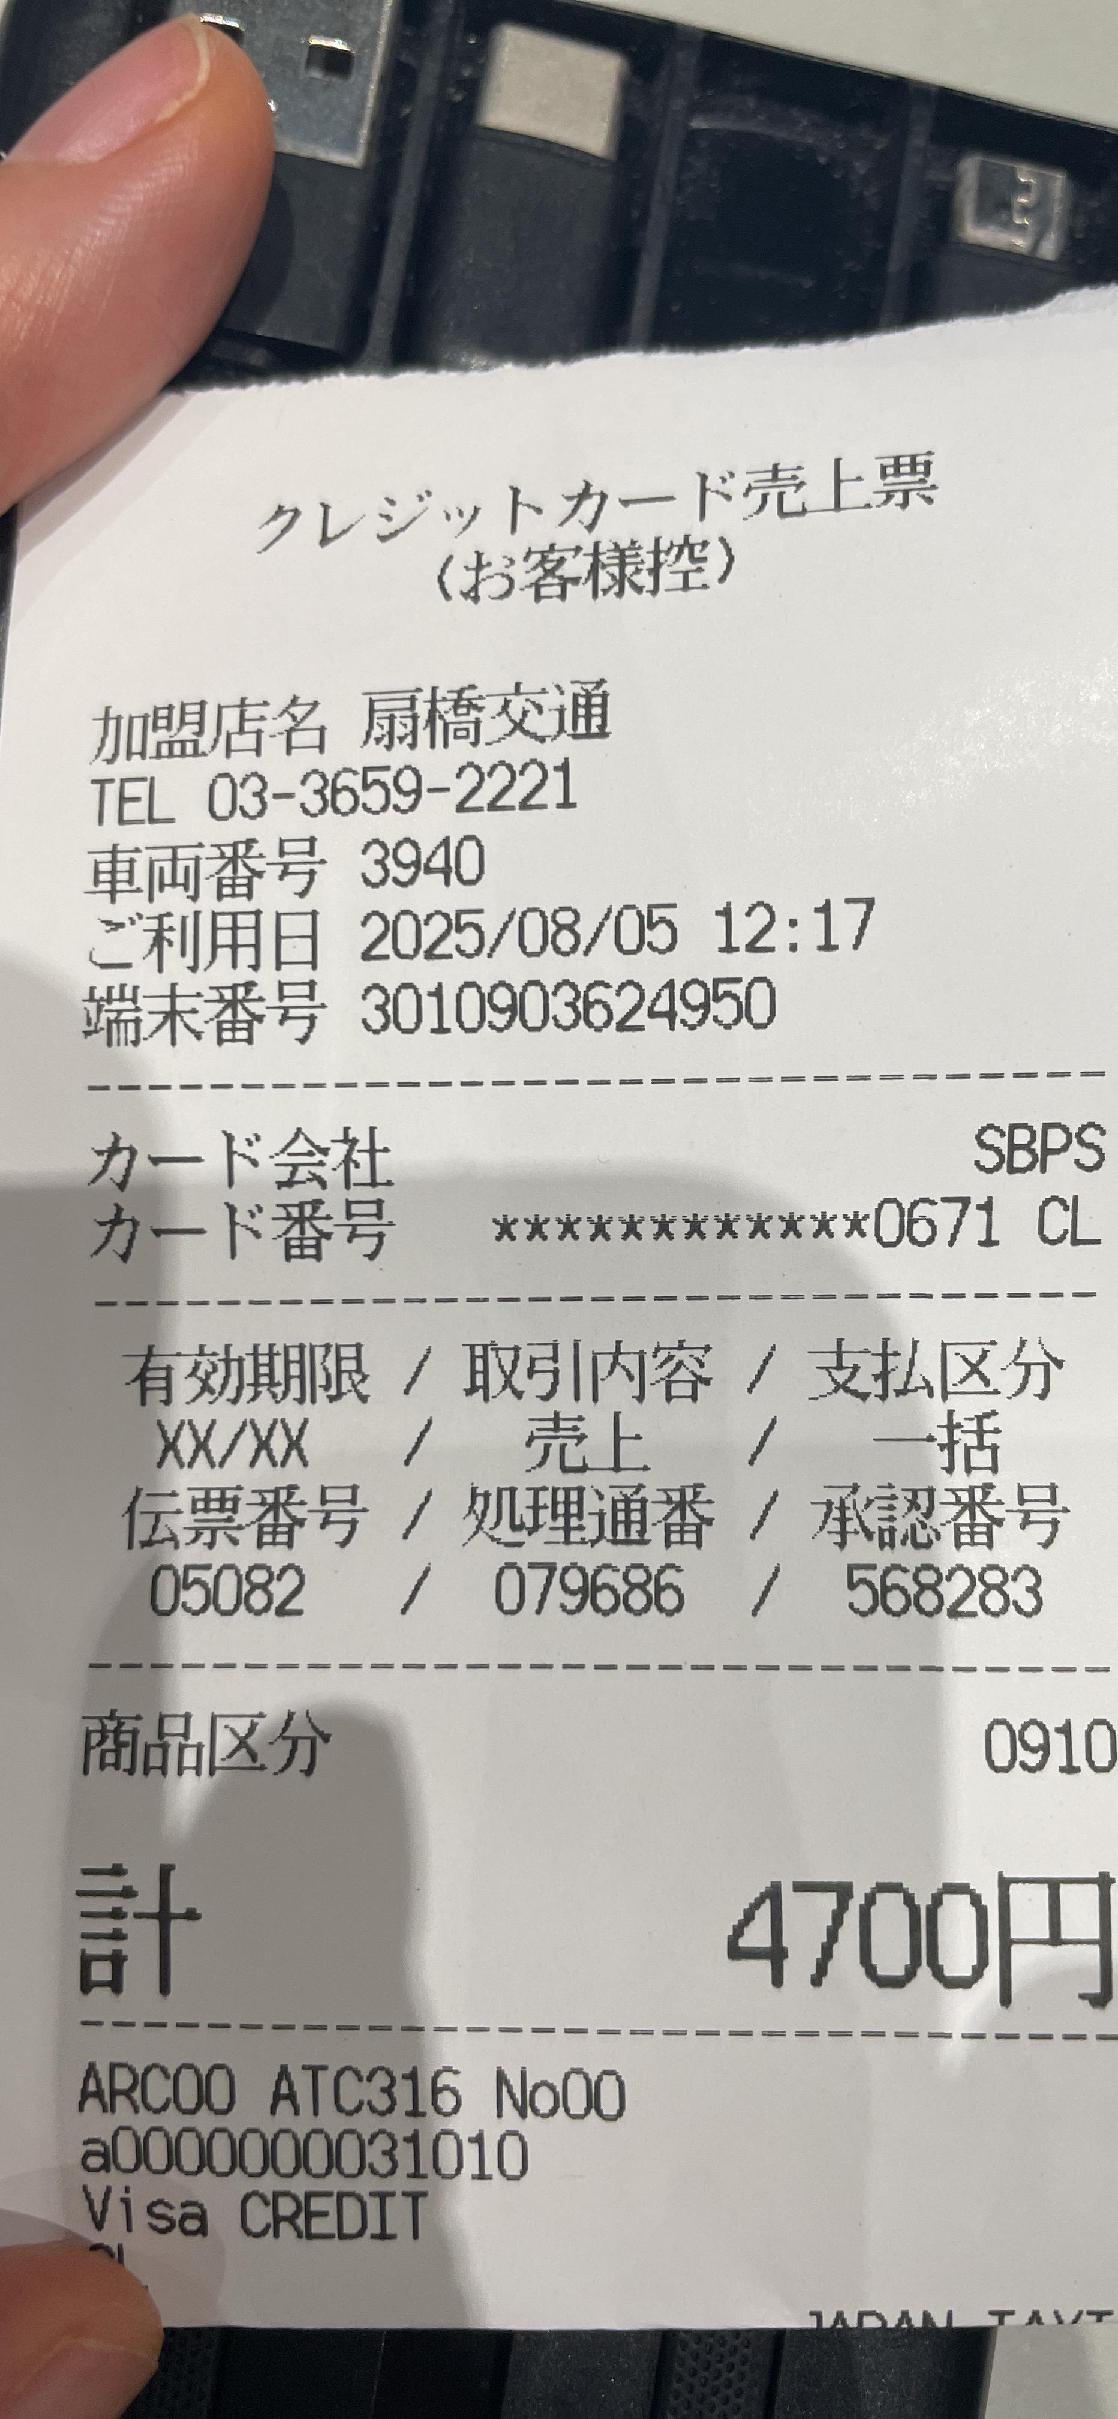 クレジットカード売上票
(お客様控)
加盟店名 扇橋交通
TEL 03-3659-2221
車両番号 3940
ご利用日 2025/08/05 12:17
端末番号 3010903624950
カード会社 SBPS
カード番号 ************0671 CL
有効期限 / 取引内容 / 支払区分
XX/XX / 売上 / 一括
伝票番号 / 処理通番 / 承認番号
05082 / 079686 / 568283
商品区分 0910
計 4700円
ARC00 ATC316 No00
a0000000031010
Visa CREDIT
JAPAN TAXI